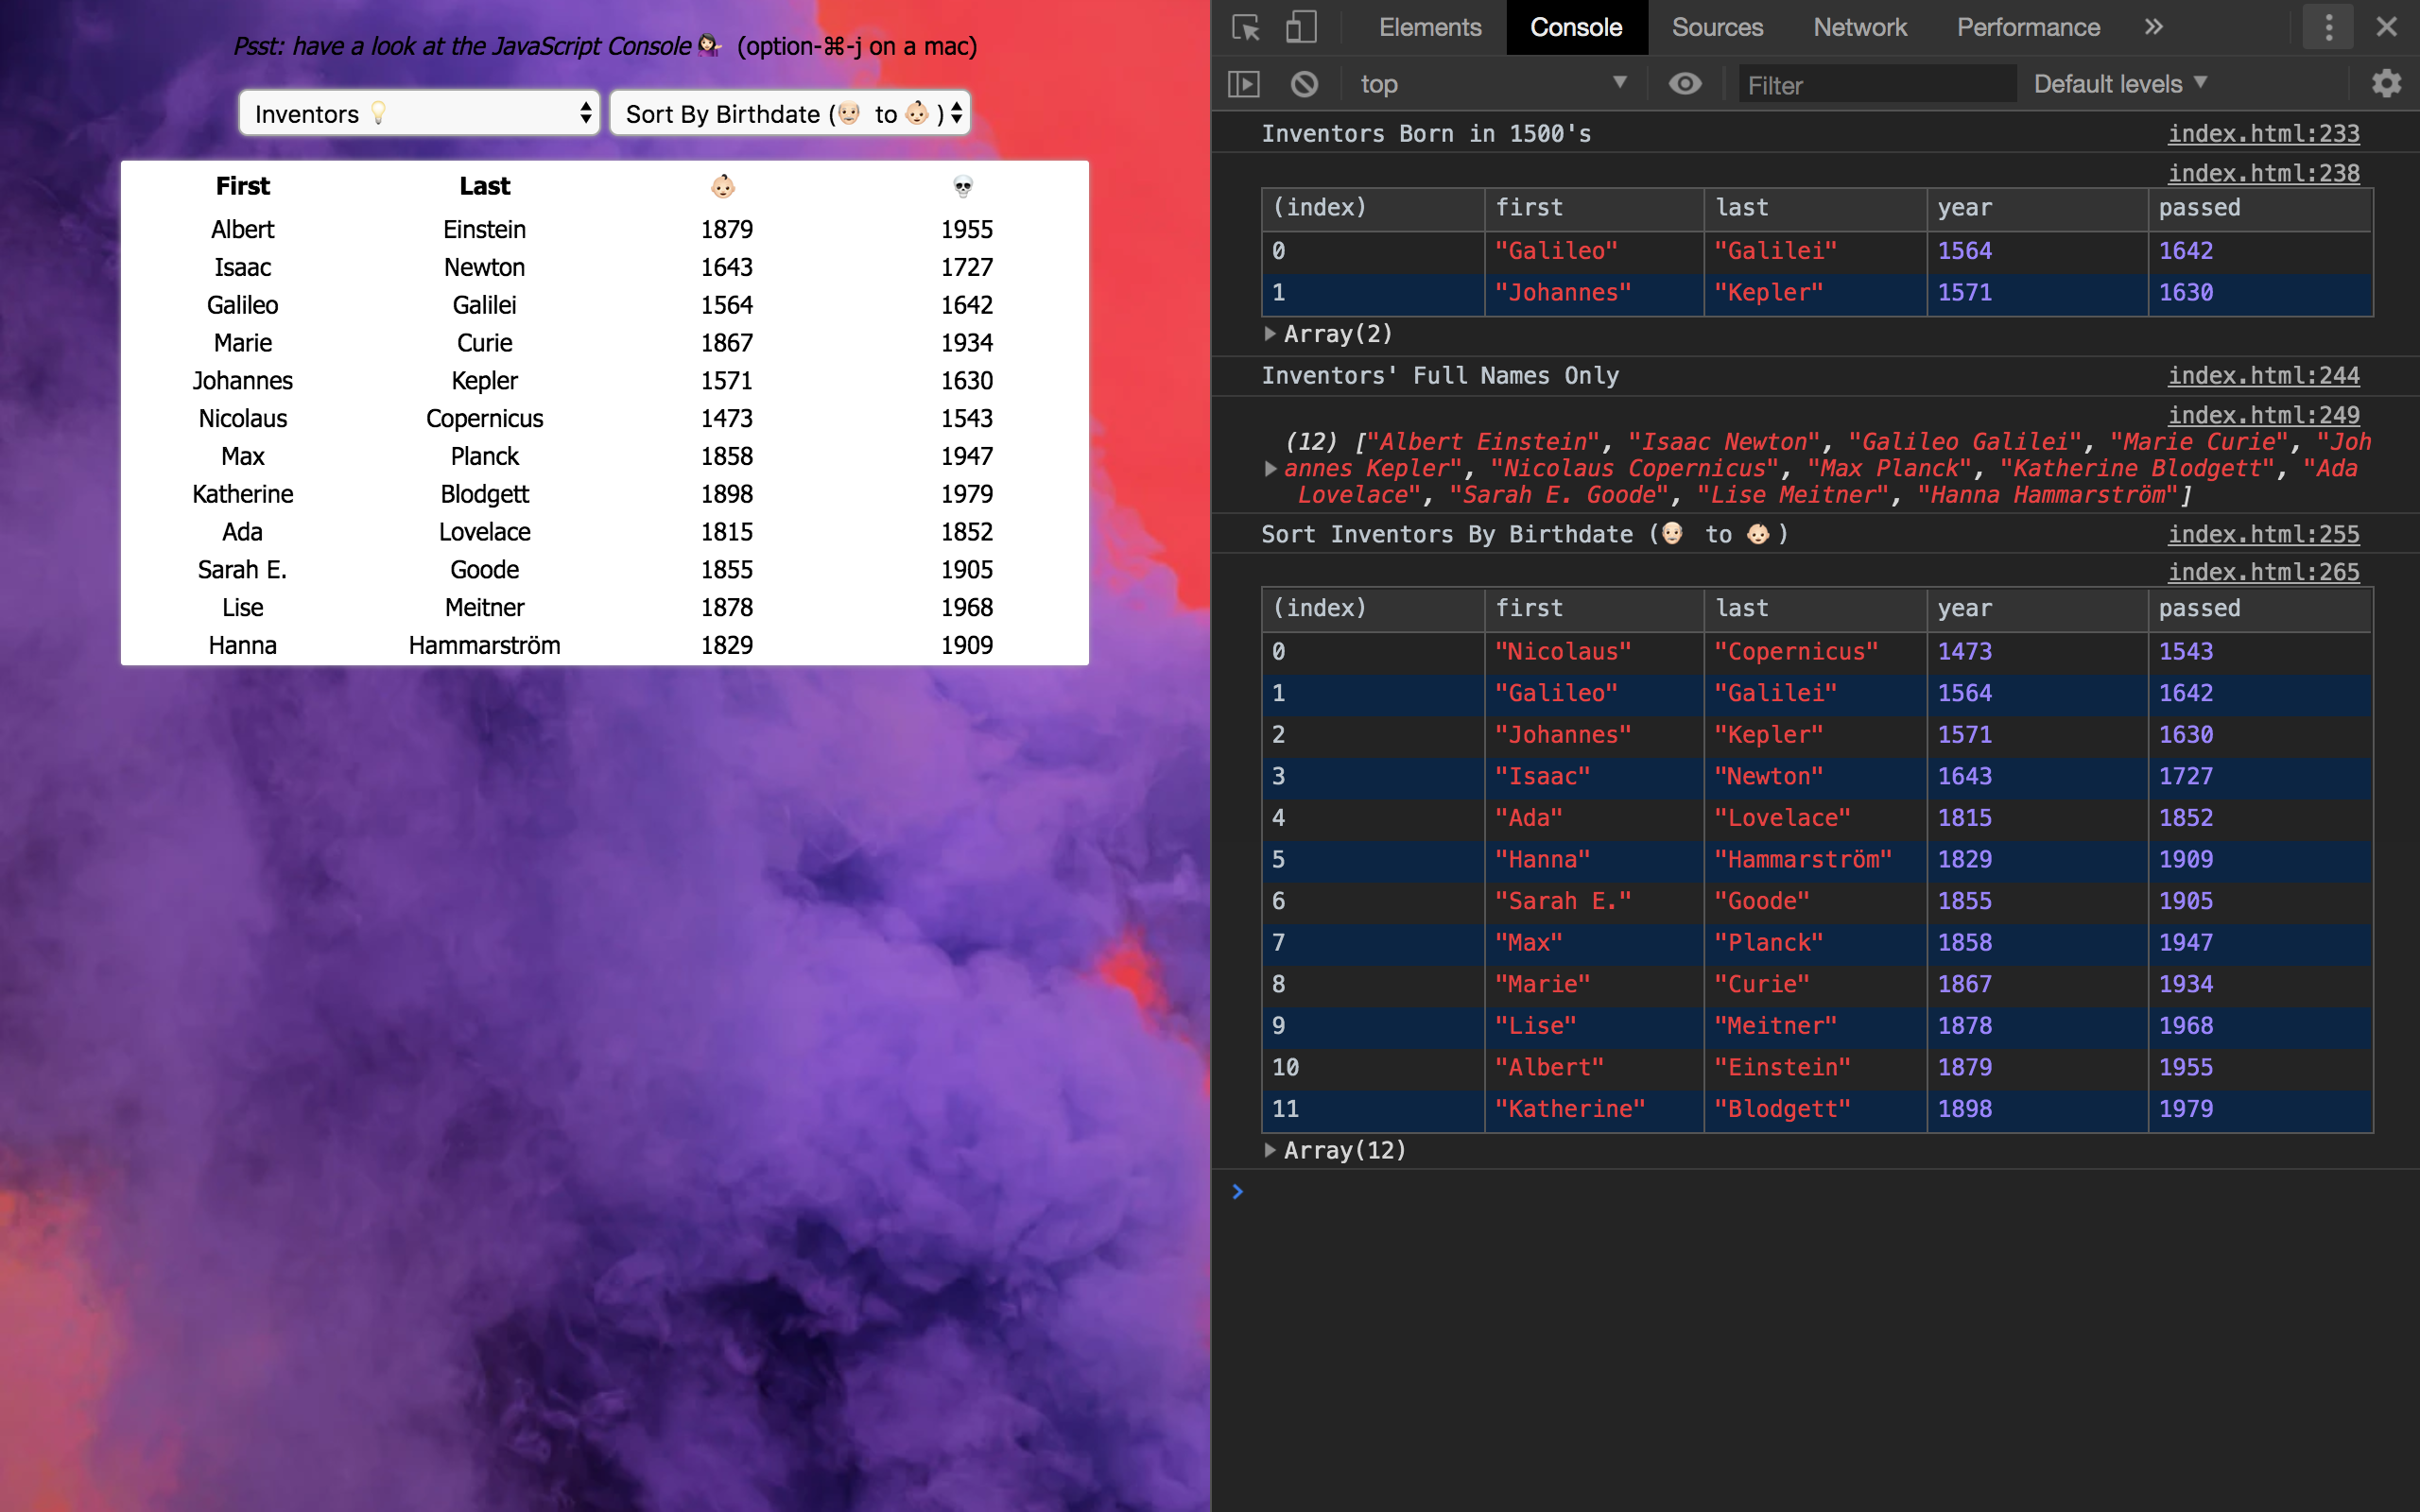 Psst: have a look at the JavaScript Console 💁🏻‍♀️ (option-⌘-j on a mac)
Inventors 💡
Sort By Birthdate (👴🏻 to 👶🏻)
First Last 👶🏻 💀
Albert Einstein 1879 1955
Isaac Newton 1643 1727
Galileo Galilei 1564 1642
Marie Curie 1867 1934
Johannes Kepler 1571 1630
Nicolaus Copernicus 1473 1543
Max Planck 1858 1947
Katherine Blodgett 1898 1979
Ada Lovelace 1815 1852
Sarah E. Goode 1855 1905
Lise Meitner 1878 1968
Hanna Hammarström 1829 1909
Elements Console Sources Network Performance »
top Filter Default levels
Inventors Born in 1500's index.html:233
index.html:238
(index) first last year passed
0 "Galileo" "Galilei" 1564 1642
1 "Johannes" "Kepler" 1571 1630
Array(2)
Inventors' Full Names Only index.html:244
index.html:249
(12) ["Albert Einstein", "Isaac Newton", "Galileo Galilei", "Marie Curie", "Joh
annes Kepler", "Nicolaus Copernicus", "Max Planck", "Katherine Blodgett", "Ada
Lovelace", "Sarah E. Goode", "Lise Meitner", "Hanna Hammarström"]
Sort Inventors By Birthdate (👴🏻 to 👶🏻) index.html:255
index.html:265
(index) first last year passed
0 "Nicolaus" "Copernicus" 1473 1543
1 "Galileo" "Galilei" 1564 1642
2 "Johannes" "Kepler" 1571 1630
3 "Isaac" "Newton" 1643 1727
4 "Ada" "Lovelace" 1815 1852
5 "Hanna" "Hammarström" 1829 1909
6 "Sarah E." "Goode" 1855 1905
7 "Max" "Planck" 1858 1947
8 "Marie" "Curie" 1867 1934
9 "Lise" "Meitner" 1878 1968
10 "Albert" "Einstein" 1879 1955
11 "Katherine" "Blodgett" 1898 1979
Array(12)